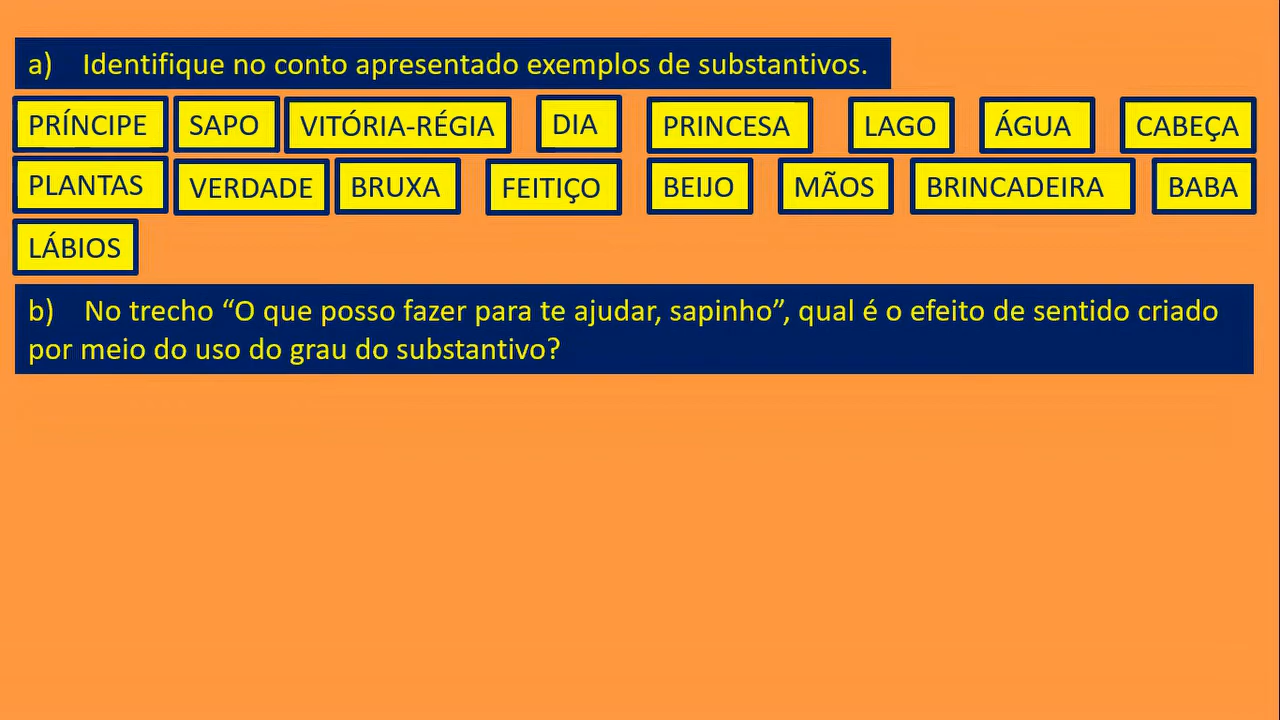 a) Identifique no conto apresentado exemplos de substantivos.
PRÍNCIPE SAPO VITÓRIA-RÉGIA DIA PRINCESA LAGO ÁGUA CABEÇA
PLANTAS VERDADE BRUXA FEITIÇO BEIJO MÃOS BRINCADEIRA BABA
LÁBIOS
b) No trecho “O que posso fazer para te ajudar, sapinho”, qual é o efeito de sentido criado
por meio do uso do grau do substantivo?